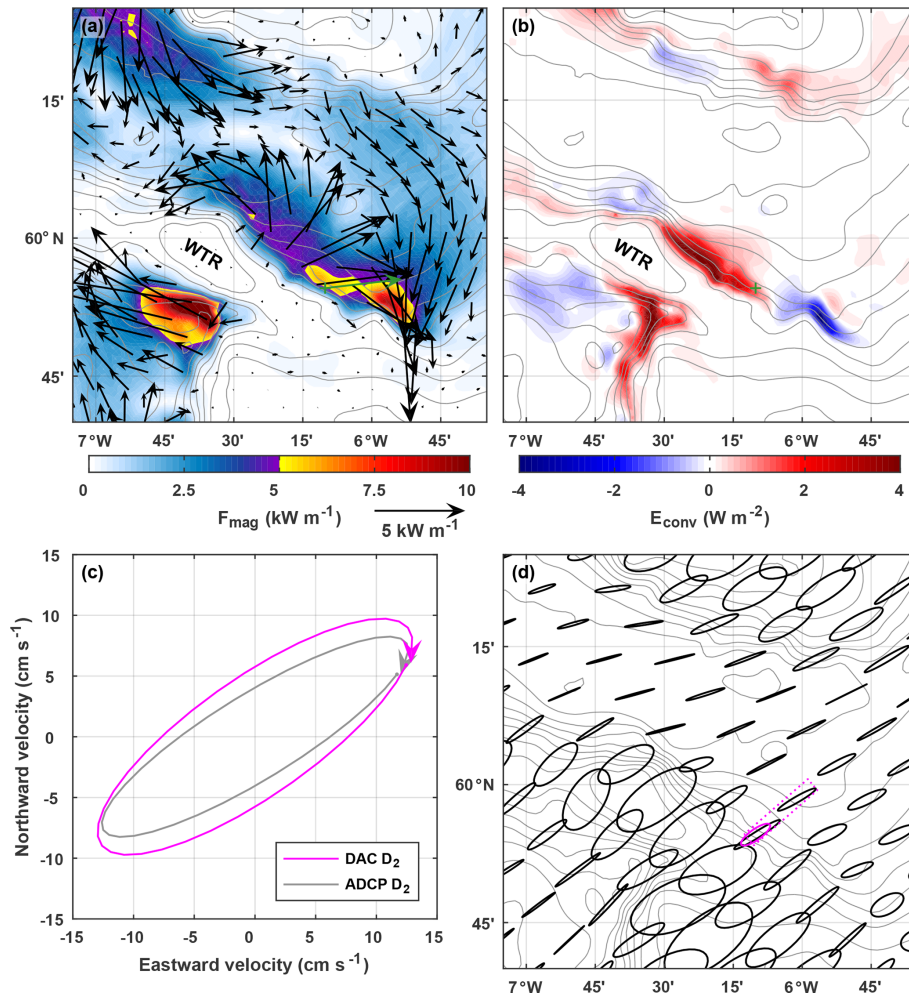 (a)
(b)
15'
60° N
45'
WTR
WTR
7°W 45' 30' 15' 6°W 45'
7°W 45' 30' 15' 6°W 45'
0 2.5 5 7.5 10
-4 -2 0 2 4
Fmag (kW m-1)
5 kW m-1
Econv (W m-2)
(c)
(d)
15
10
5
0
-5
-10
-15
Northward velocity (cm s-1)
DAC D2
ADCP D2
-15 -10 -5 0 5 10 15
Eastward velocity (cm s-1)
15'
60°N
45'
7°W 45' 30' 15' 6°W 45'